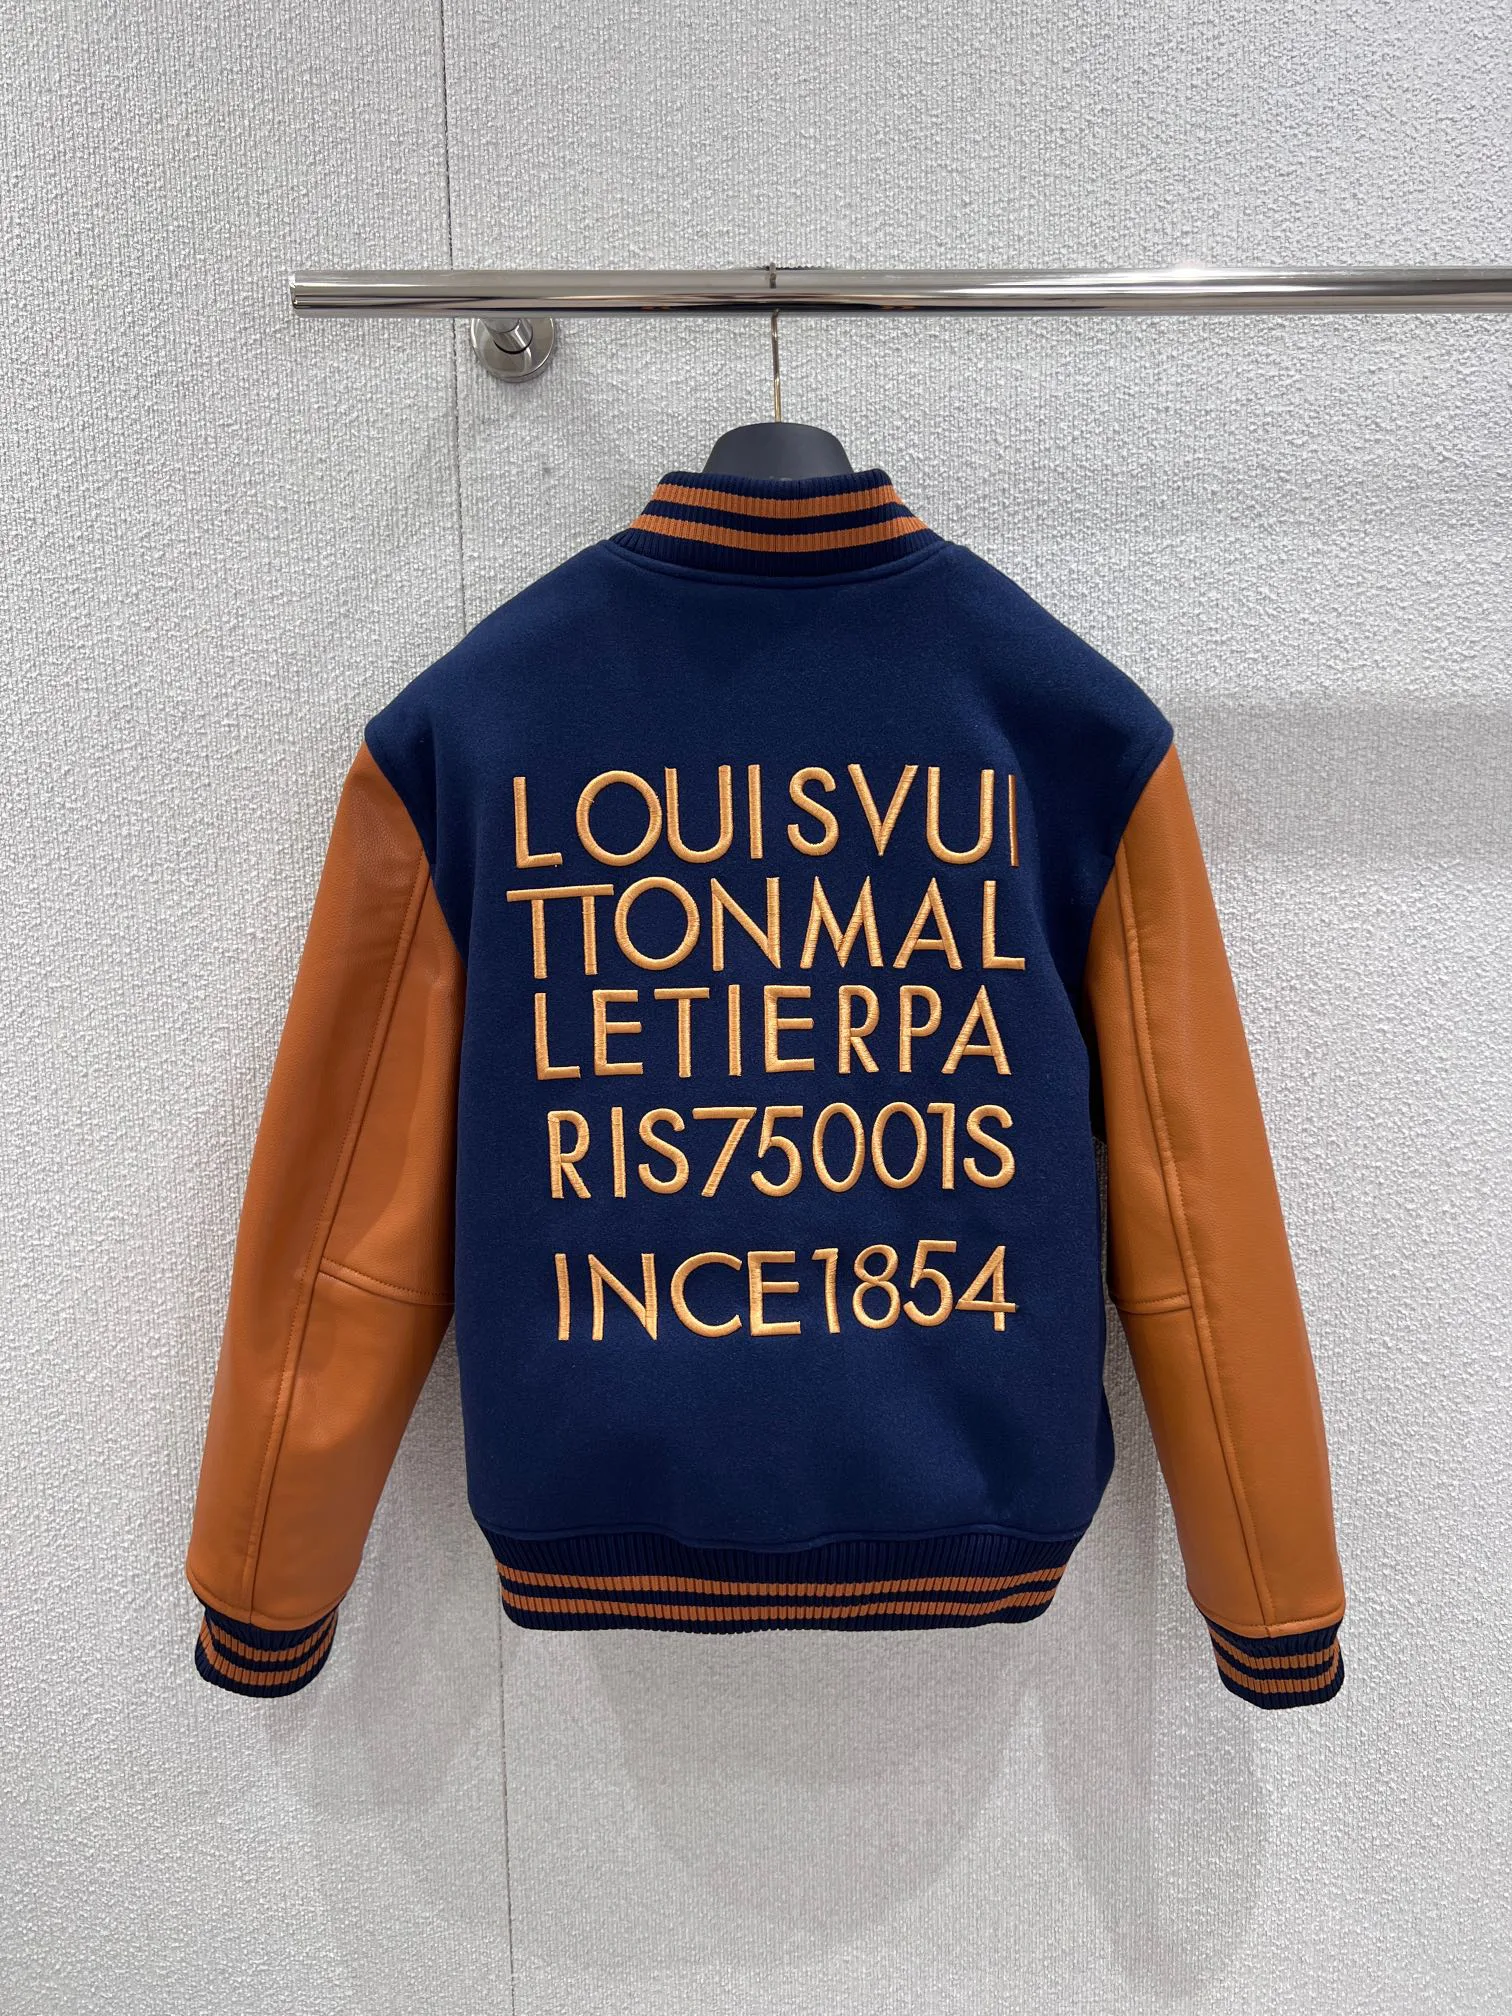 LOUISVUI
TTONMAL
LETIERPA
RIS75001S
INCE1854